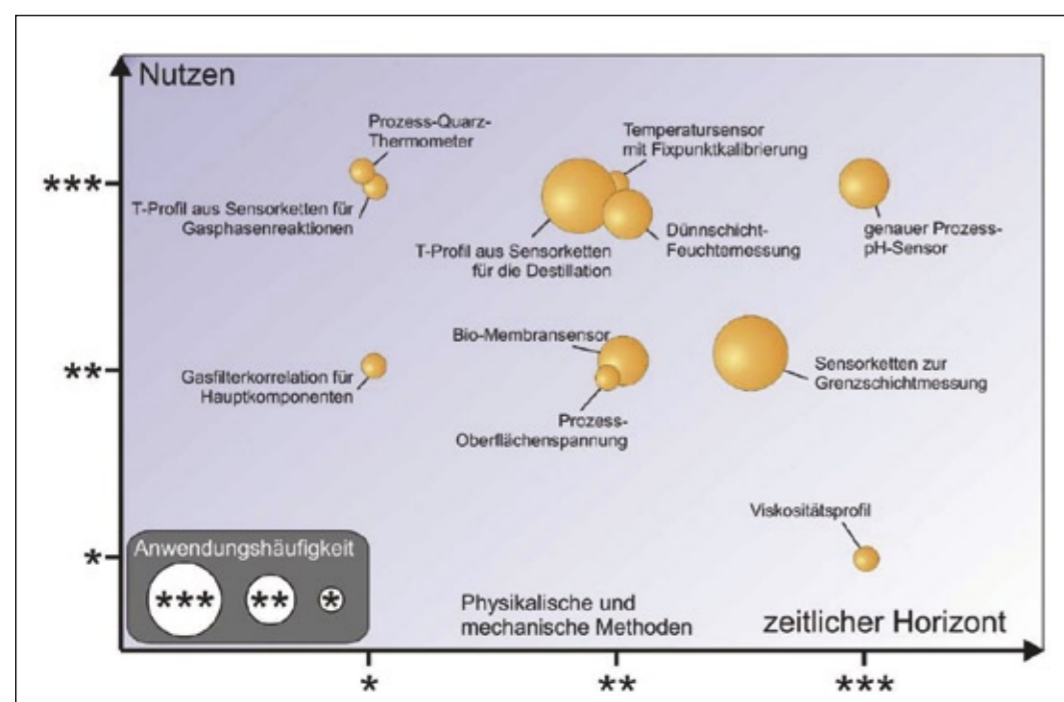 Nutzen
Prozess-Quarz-
Thermometer
Temperatursensor
mit Fixpunktkalibrierung
***
T-Profil aus Sensorketten für
Gasphasenreaktionen
T-Profil aus Sensorketten
für die Destillation
Dünnschicht-
Feuchtemessung
genauer Prozess-
pH-Sensor
Bio-Membransensor
**
Gasfilterkorrelation für
Hauptkomponenten
Sensorketten zur
Grenzschichtmessung
Prozess-
Oberflächenspannung
Viskositätsprofil
*
Anwendungshäufigkeit
*** ** *
Physikalische und
mechanische Methoden
zeitlicher Horizont
* ** ***